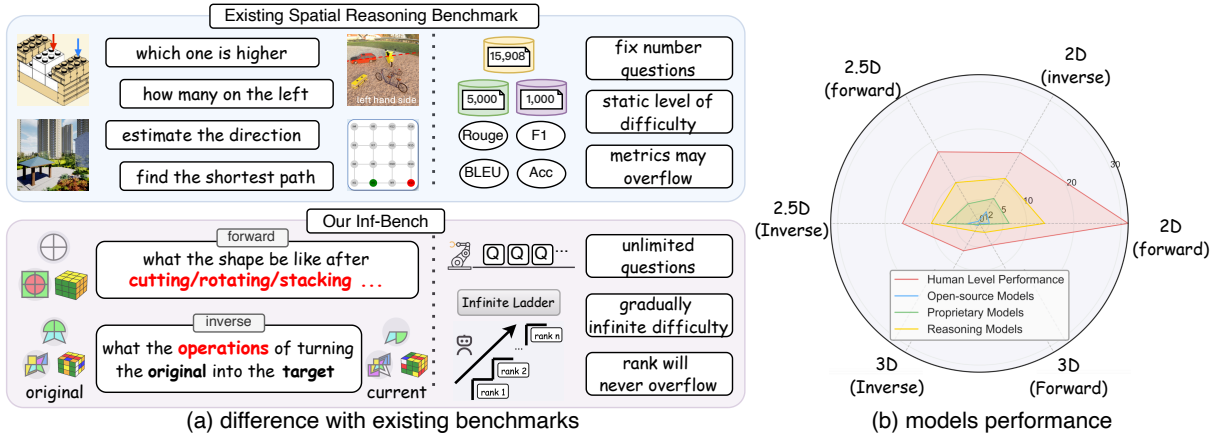 Existing Spatial Reasoning Benchmark
which one is higher
how many on the left
left hand side
estimate the direction
find the shortest path
15,908
5,000
1,000
Rouge
F1
BLEU
Acc
fix number
questions
static level of
difficulty
metrics may
overflow
Our Inf-Bench
forward
what the shape be like after
cutting/rotating/stacking ...
inverse
what the operations of turning
the original into the target
original
current
Q Q Q ...
Infinite Ladder
rank n
...
rank 2
rank 1
unlimited
questions
gradually
infinite difficulty
rank will
never overflow
(a) difference with existing benchmarks
2.5D
(forward)
2D
(inverse)
2.5D
(Inverse)
2D
(forward)
3D
(Inverse)
3D
(Forward)
0
1
2
5
10
20
30
Human Level Performance
Open-source Models
Proprietary Models
Reasoning Models
(b) models performance